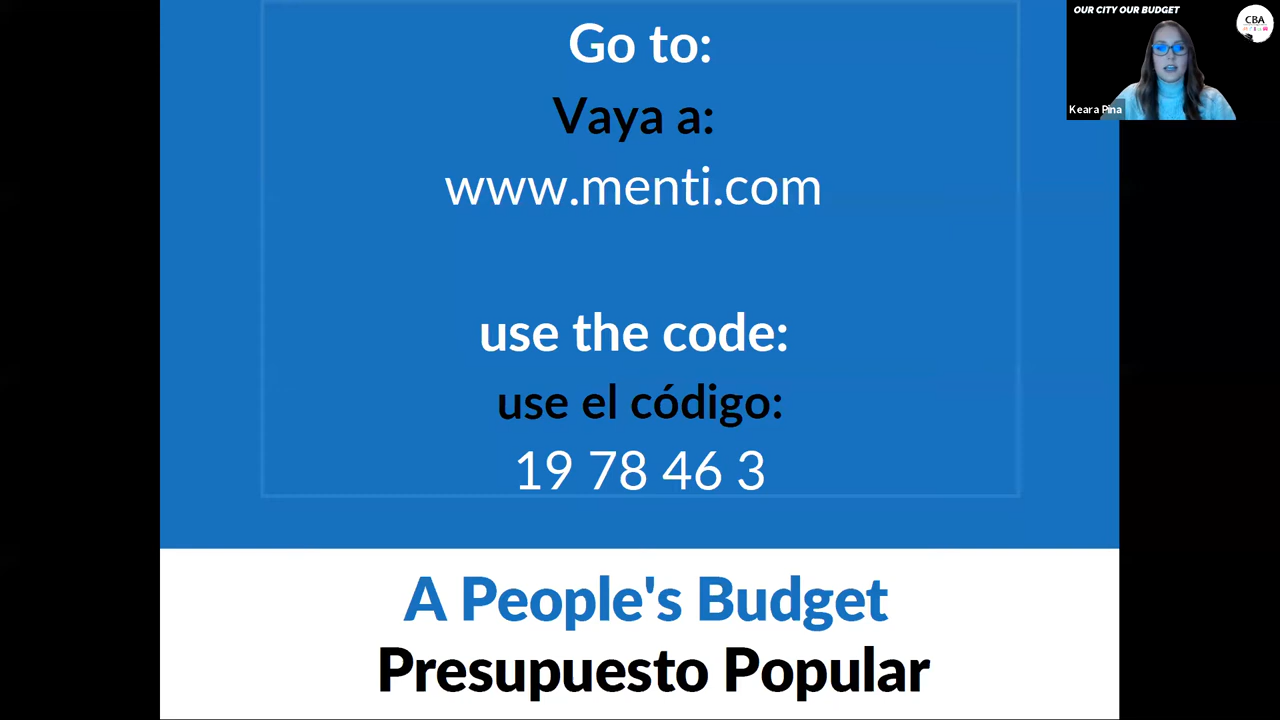 Go to:
Vaya a:
www.menti.com
use the code:
use el código:
19 78 46 3
A People's Budget
Presupuesto Popular
OUR CITY OUR BUDGET
CBA
Keara Pina